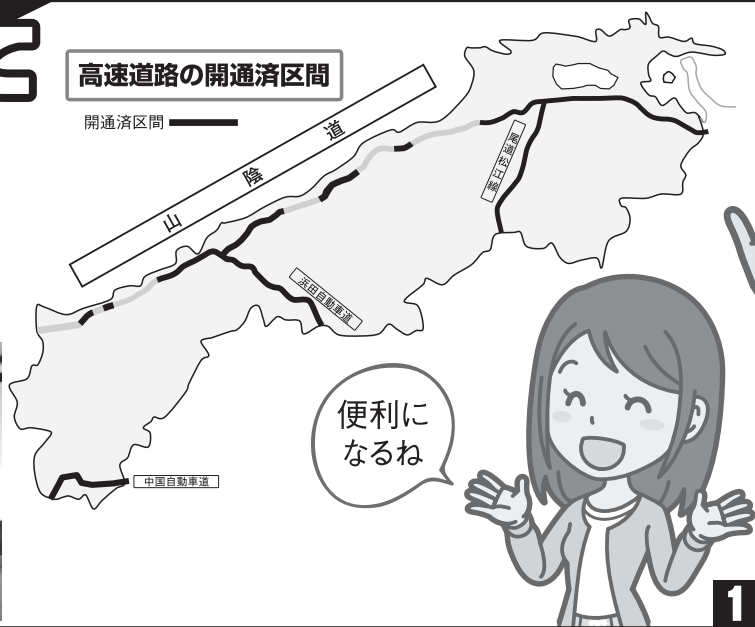 と
高速道路の開通済区間
開通済区間
山陰道
尾道松江線
浜田自動車道
中国自動車道
便利に
なるね
1